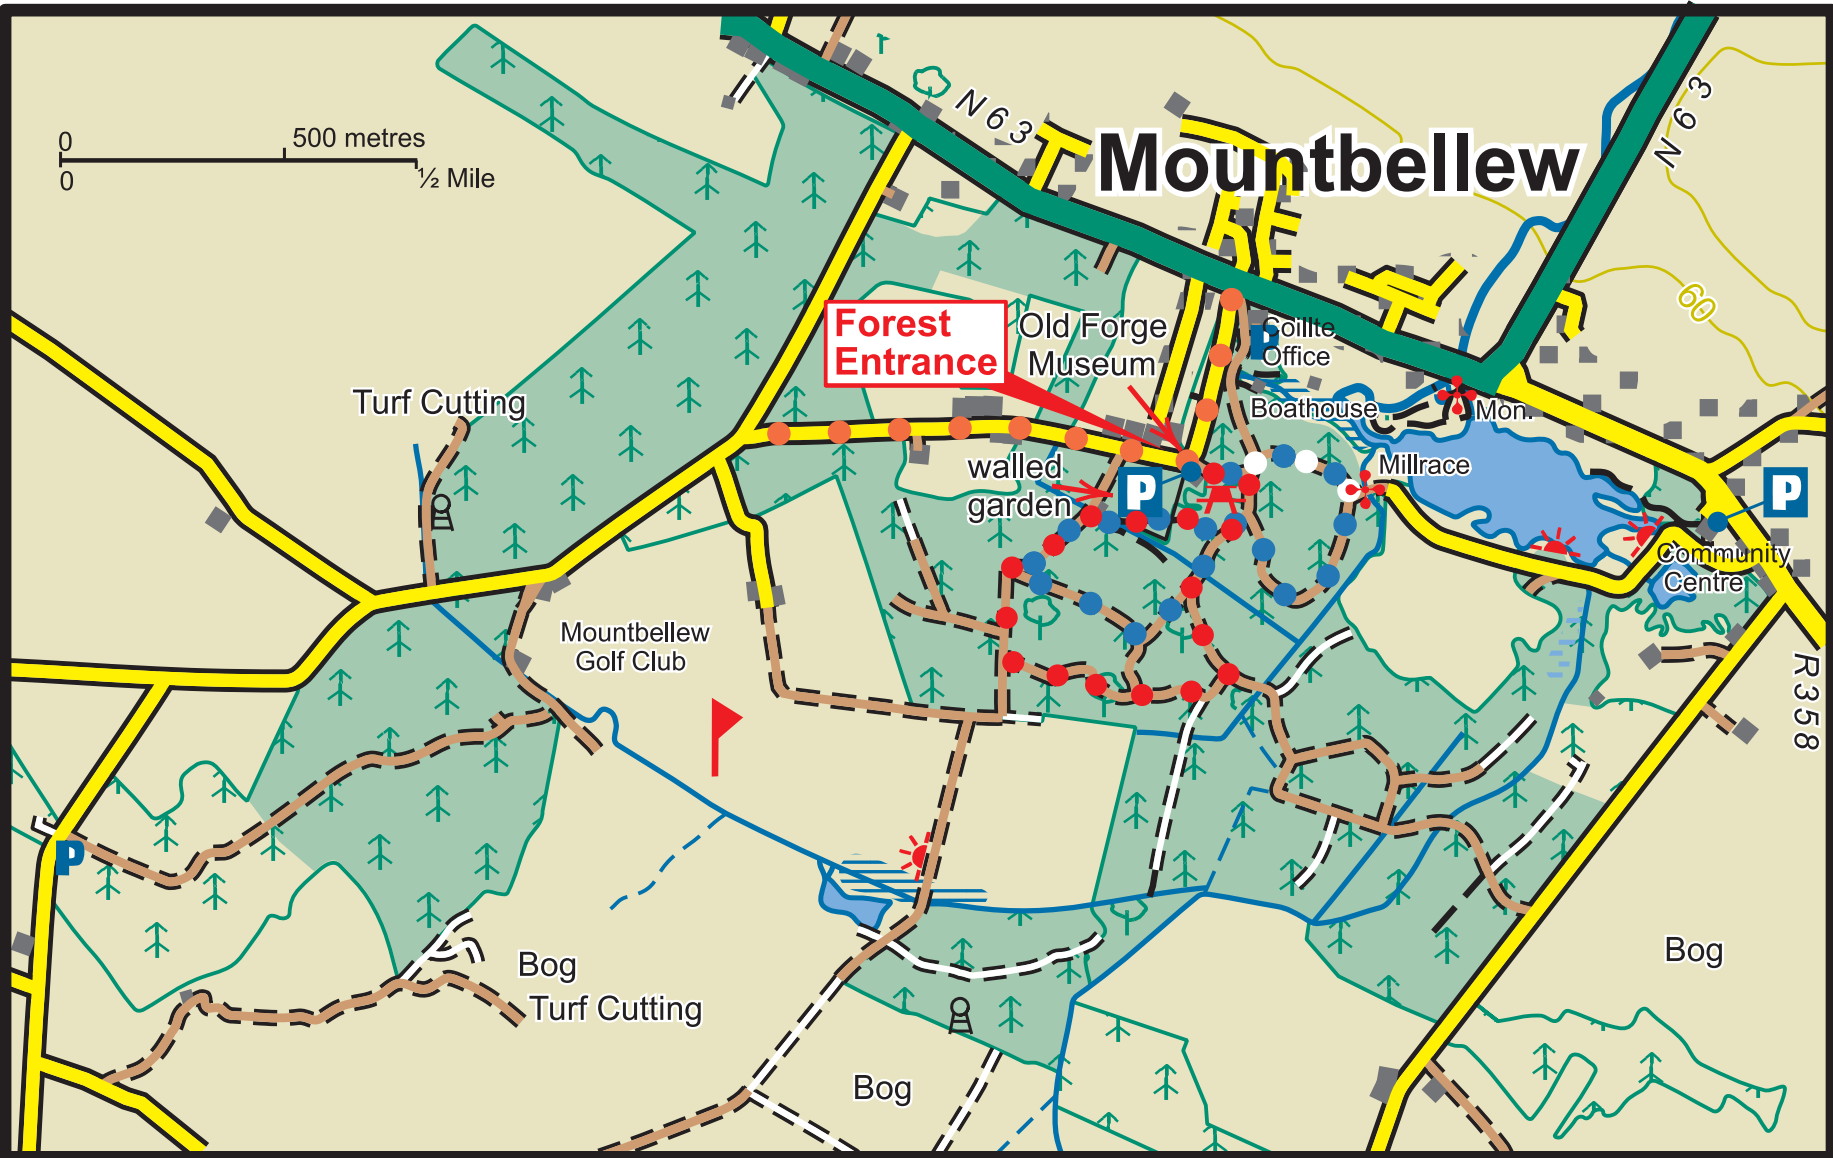 N63
Mountbellew
N63
0
500 metres
0
½ Mile
60
Forest
Entrance
Old Forge
Museum
Coillte
Office
P
Turf Cutting
Boathouse
Mon.
walled
garden
P
Millrace
P
Community
Centre
Mountbellew
Golf Club
R358
P
Bog
Turf Cutting
Bog
Bog